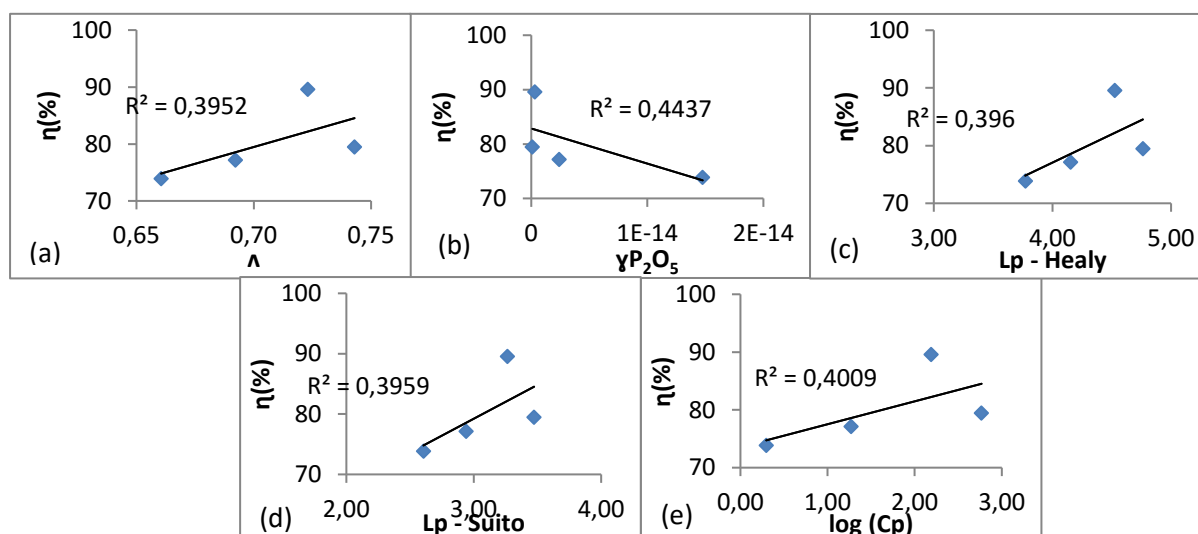 100
90
80
70
η(%)
R² = 0,3952
0,65
0,70
0,75
(a)
ʌ
100
90
80
70
η(%)
R² = 0,4437
0
1E-14
2E-14
(b)
ɣP₂O₅
100
90
80
70
η(%)
R² = 0,396
3,00
4,00
5,00
(c)
Lp - Healy
100
90
80
70
η(%)
R² = 0,3959
2,00
3,00
4,00
(d)
Lp - Suito
100
90
80
70
η(%)
R² = 0,4009
0,00
1,00
2,00
3,00
(e)
log (Cp)